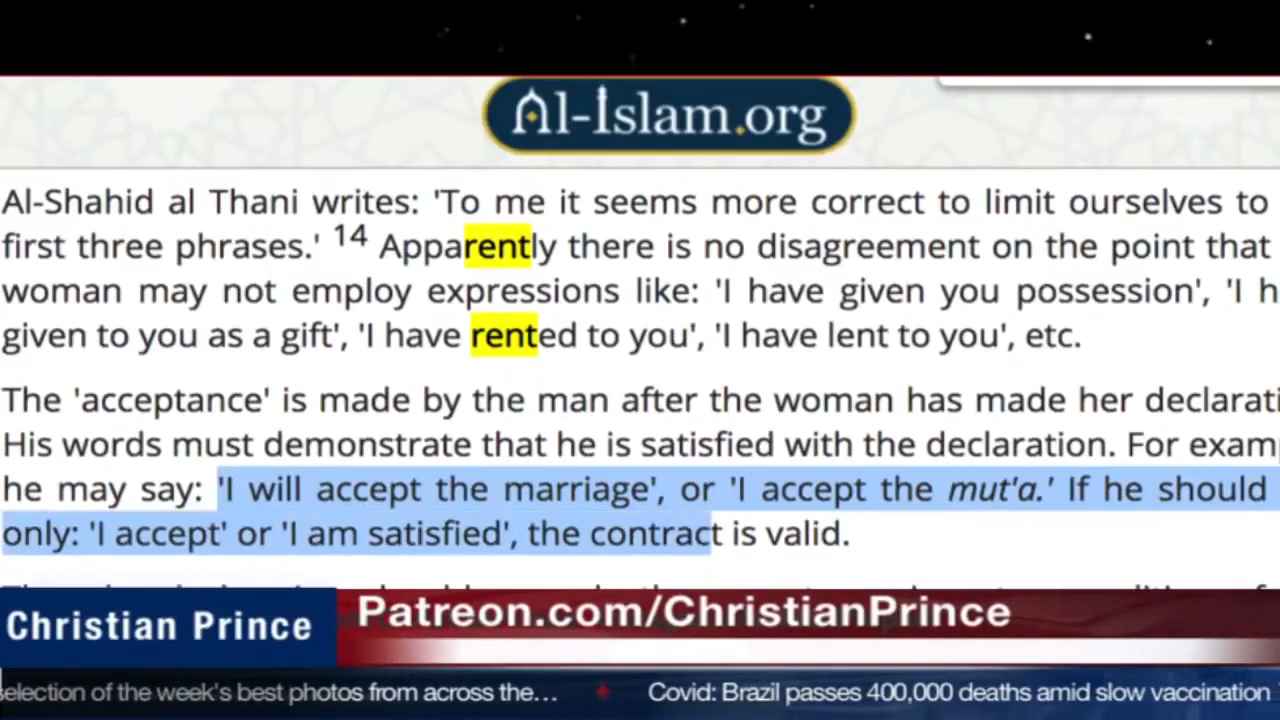 Al-Islam.org
Al-Shahid al Thani writes: 'To me it seems more correct to limit ourselves to
first three phrases.' 14 Apparently there is no disagreement on the point that
woman may not employ expressions like: 'I have given you possession', 'I h
given to you as a gift', 'I have rented to you', 'I have lent to you', etc.
The 'acceptance' is made by the man after the woman has made her declarati
His words must demonstrate that he is satisfied with the declaration. For examp
he may say: 'I will accept the marriage', or 'I accept the mut'a.' If he should
only: 'I accept' or 'I am satisfied', the contract is valid.
Christian Prince
Patreon.com/ChristianPrince
selection of the week's best photos from across the...
Covid: Brazil passes 400,000 deaths amid slow vaccination